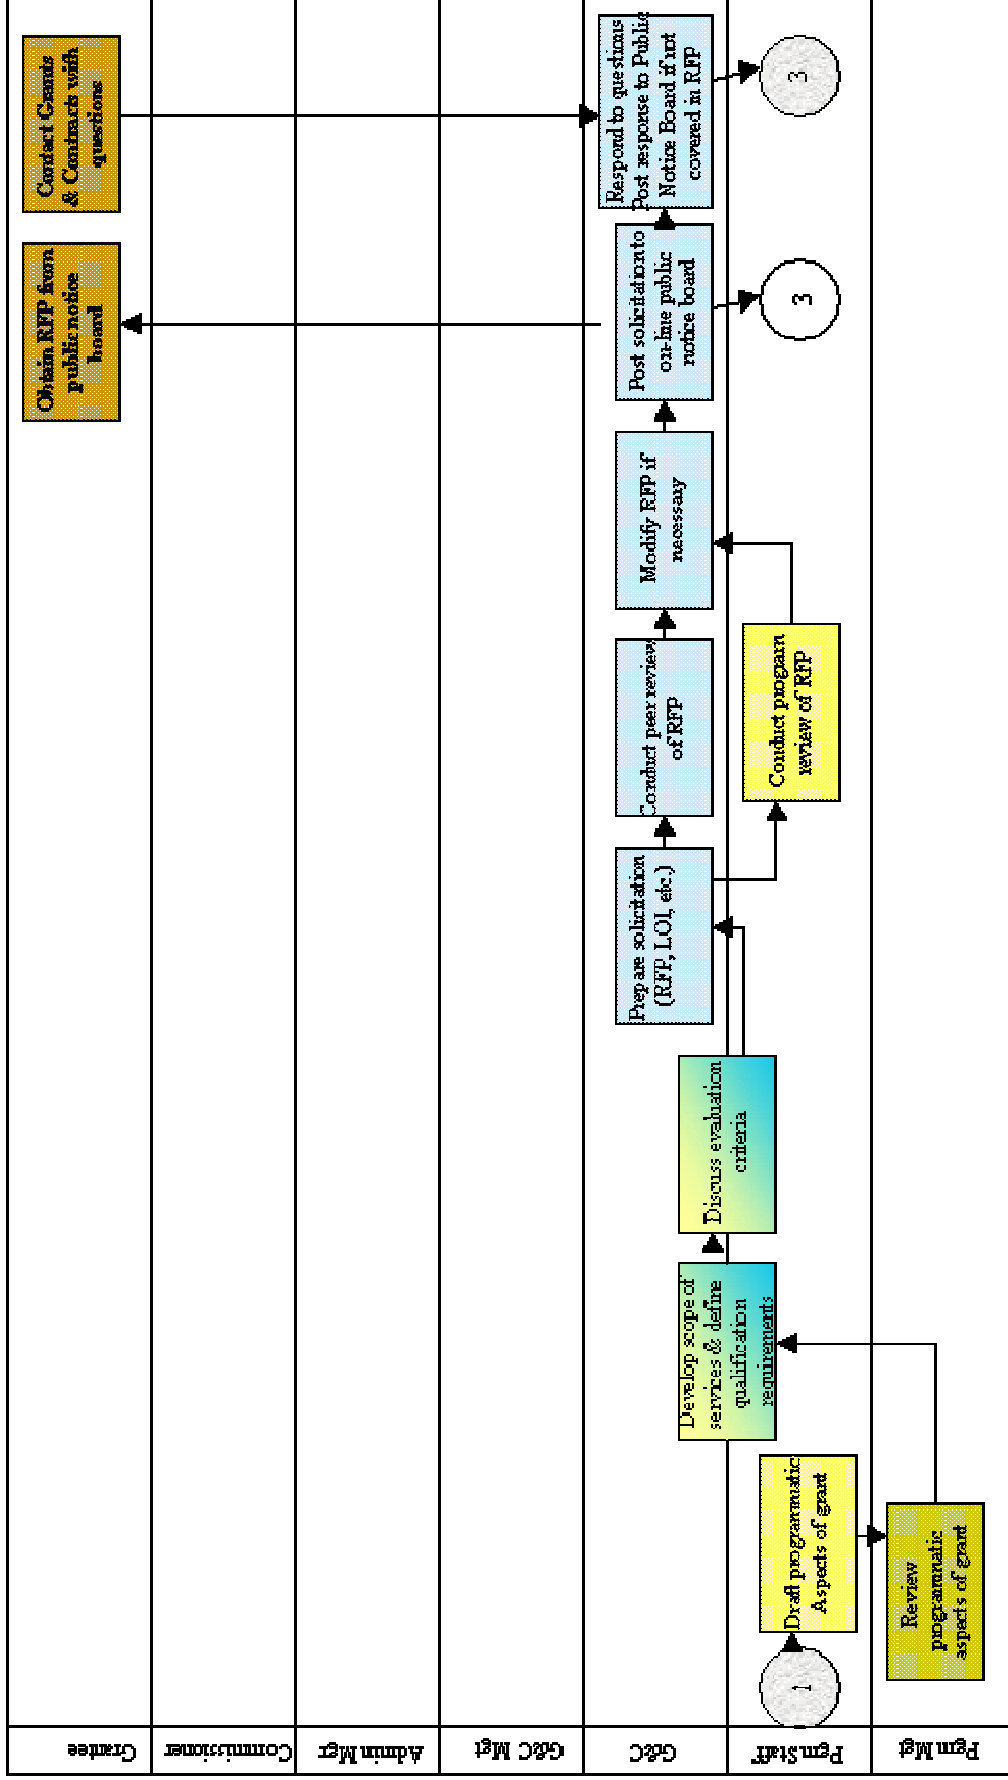 Grantee
Commissioner
Admin Mgr
G&C Mgt
G&C
Pgm Staff
Pgm Mgt
1
Draft programmatic
Aspects of grant
Review
programmatic
aspects of grant
Develop scope of
services & define
qualification
requirements
Discuss evaluation
criteria
Prepare solicitation
(RFP, LOI, etc.)
Conduct peer review
of RFP
Conduct program
review of RFP
Modify RFP if
necessary
Post solicitation to
on-line public
notice board
3
Obtain RFP from
public notice
board
Contact Grants
& Contracts with
questions
Respond to questions
Post response to Public
Notice Board if not
covered in RFP
3